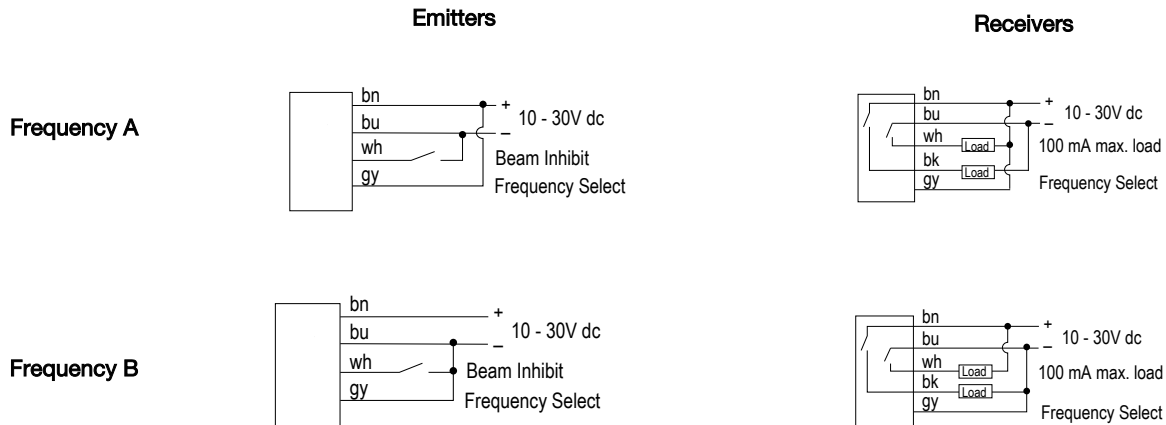 Emitters
Receivers
Frequency A
bn
+
bu
10 - 30V dc
–
wh
Beam Inhibit
gy
Frequency Select
bn
+
bu
10 - 30V dc
–
wh
Load
100 mA max. load
bk
Load
gy
Frequency Select
Frequency B
bn
+
bu
10 - 30V dc
–
wh
Beam Inhibit
gy
Frequency Select
bn
+
bu
10 - 30V dc
–
wh
Load
100 mA max. load
bk
Load
gy
Frequency Select